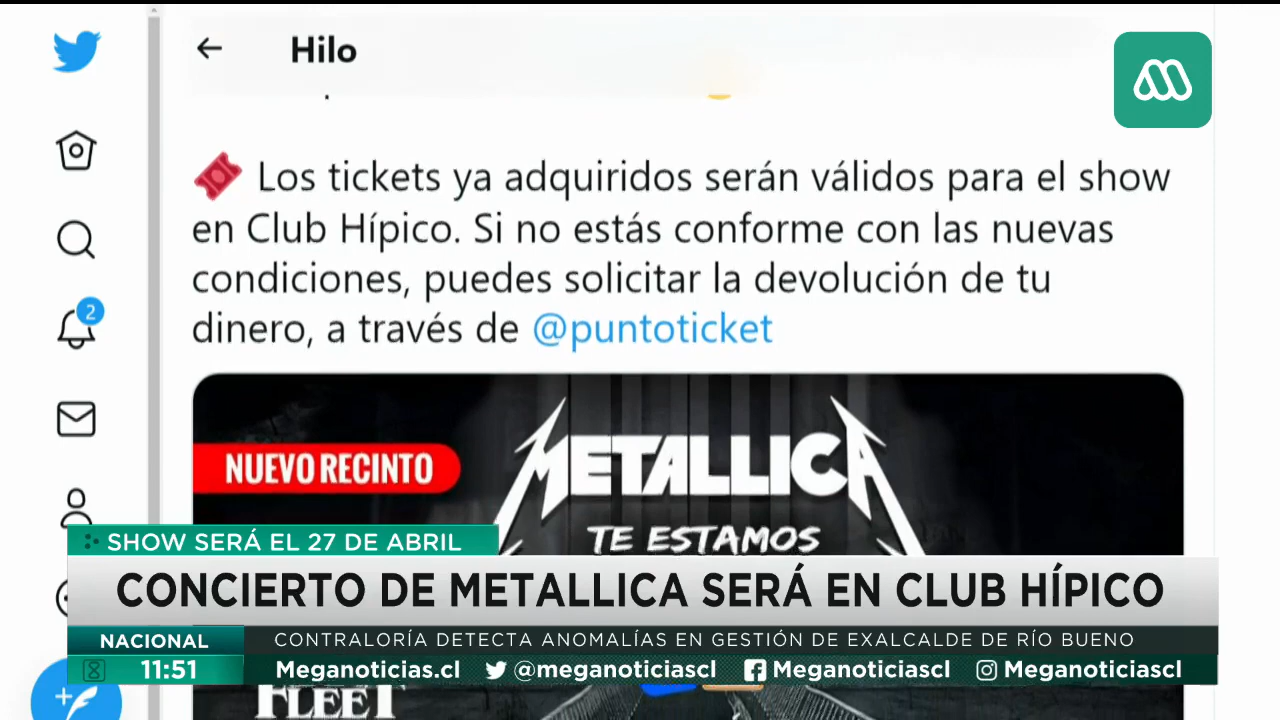 Hilo
Los tickets ya adquiridos serán válidos para el show
en Club Hípico. Si no estás conforme con las nuevas
condiciones, puedes solicitar la devolución de tu
dinero, a través de @puntoticket
2
NUEVO RECINTO
METALLICA
TE ESTAMOS
SHOW SERÁ EL 27 DE ABRIL
CONCIERTO DE METALLICA SERÁ EN CLUB HÍPICO
NACIONAL
CONTRALORÍA DETECTA ANOMALÍAS EN GESTIÓN DE EXALCALDE DE RÍO BUENO
11:51
Meganoticias.cl @meganoticiascl Meganoticiascl Meganoticiascl
FLEET